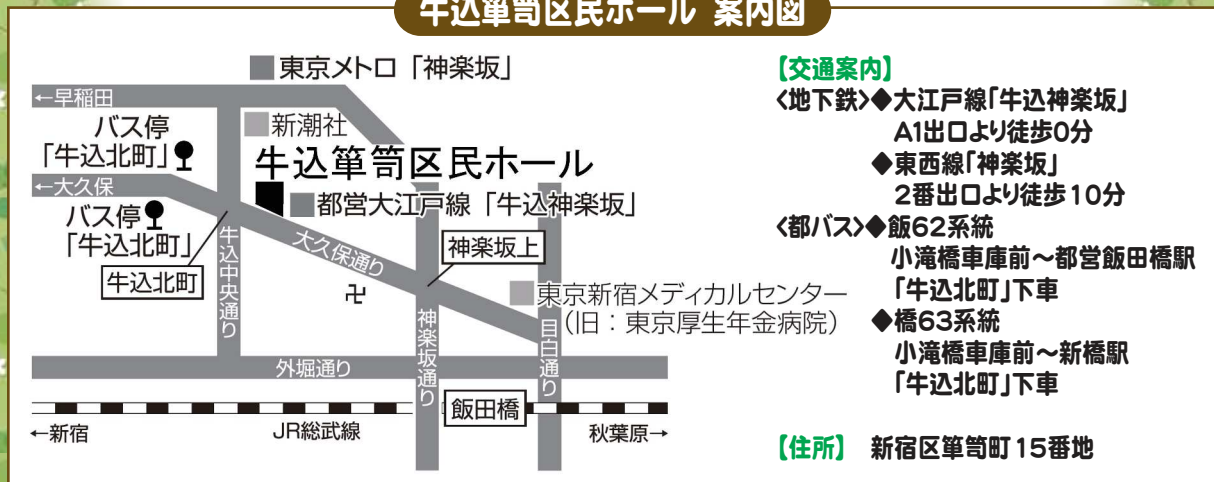 牛込箪笥区民ホール 案内図
東京メトロ「神楽坂」
←早稲田
バス停
「牛込北町」
新潮社
牛込箪笥区民ホール
←大久保
都営大江戸線「牛込神楽坂」
バス停
「牛込北町」
牛込北町
牛込中央通り
大久保通り
神楽坂上
卍
東京新宿メディカルセンター
(旧:東京厚生年金病院)
神楽坂通り
目白通り
外堀通り
飯田橋
←新宿
JR総武線
秋葉原→
【交通案内】
〈地下鉄〉◆大江戸線「牛込神楽坂」
A1出口より徒歩0分
◆東西線「神楽坂」
2番出口より徒歩10分
〈都バス〉◆飯62系統
小滝橋車庫前～都営飯田橋駅
「牛込北町」下車
◆橋63系統
小滝橋車庫前～新橋駅
「牛込北町」下車
【住所】 新宿区箪笥町15番地